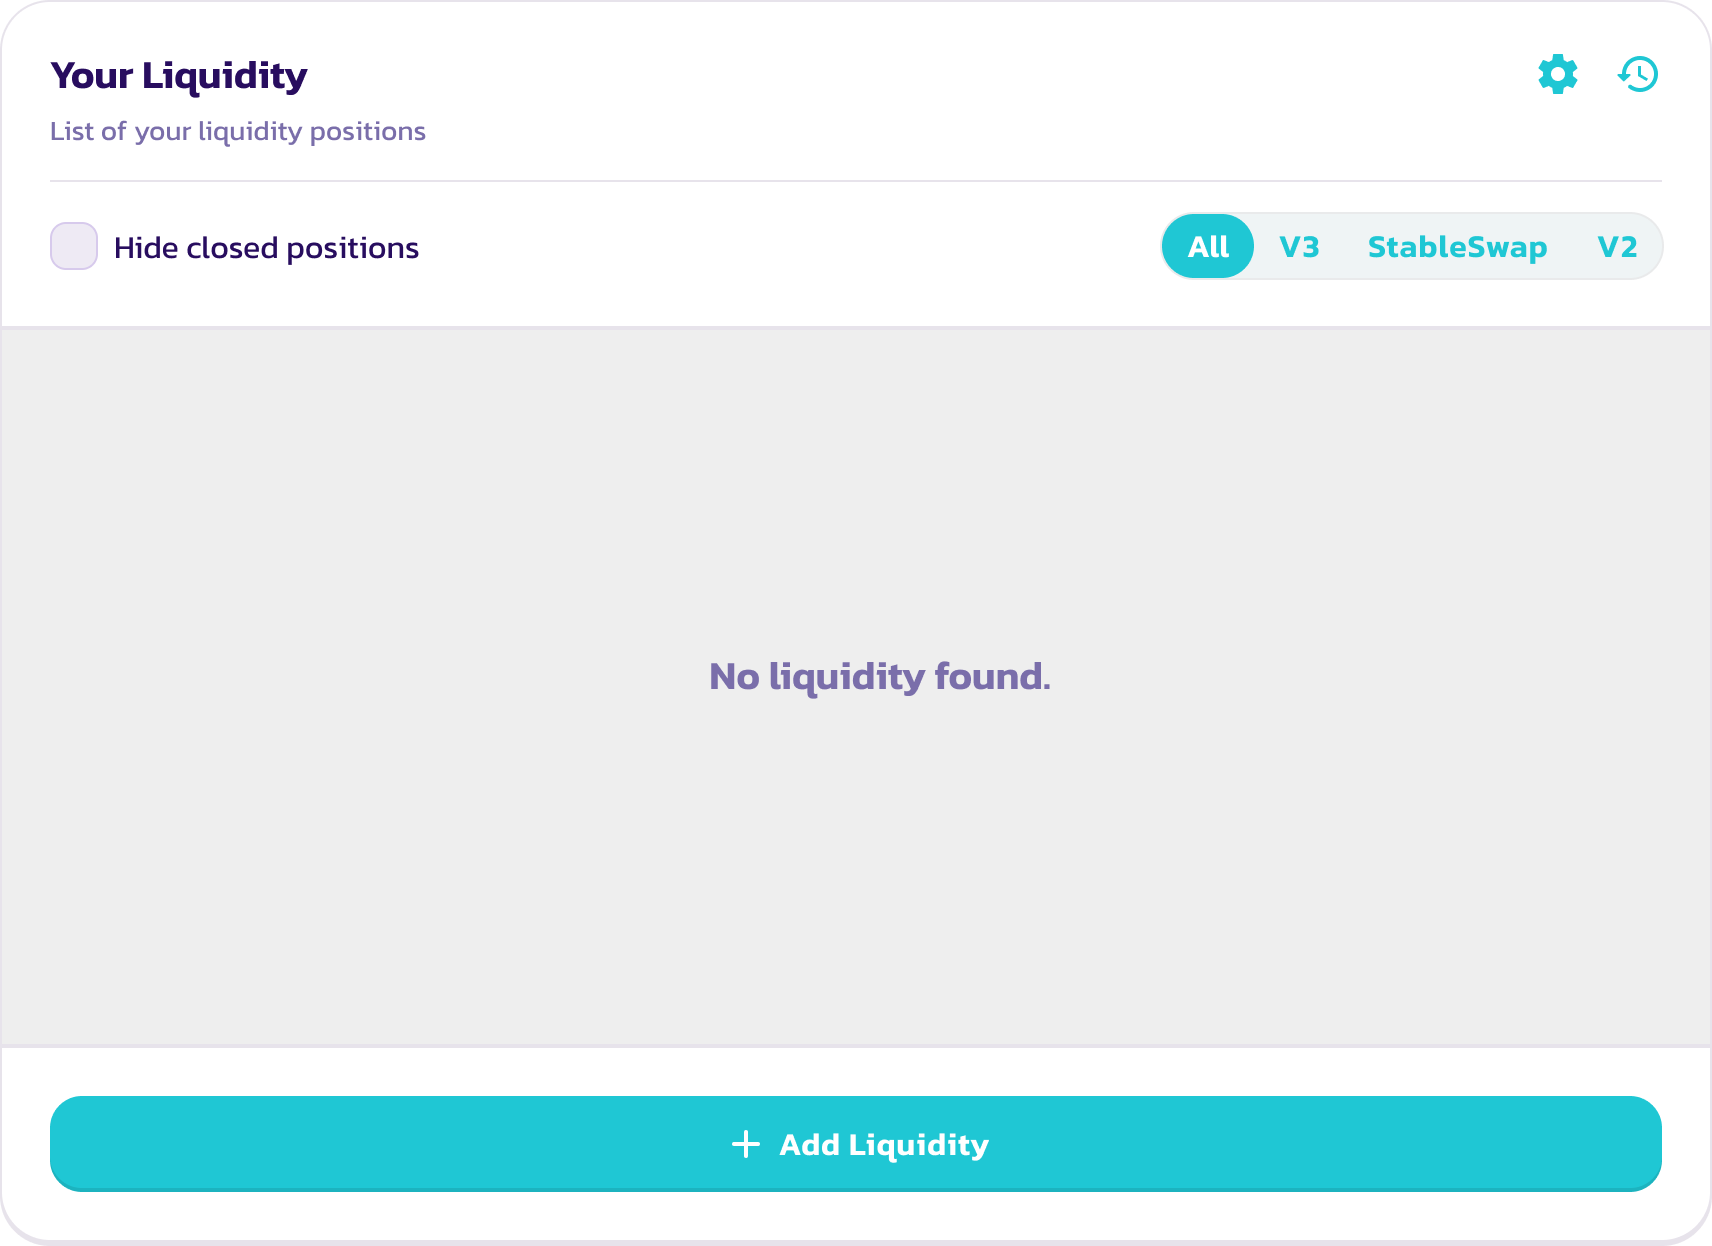 Your Liquidity
List of your liquidity positions
Hide closed positions
All V3 StableSwap V2
No liquidity found.
Add Liquidity